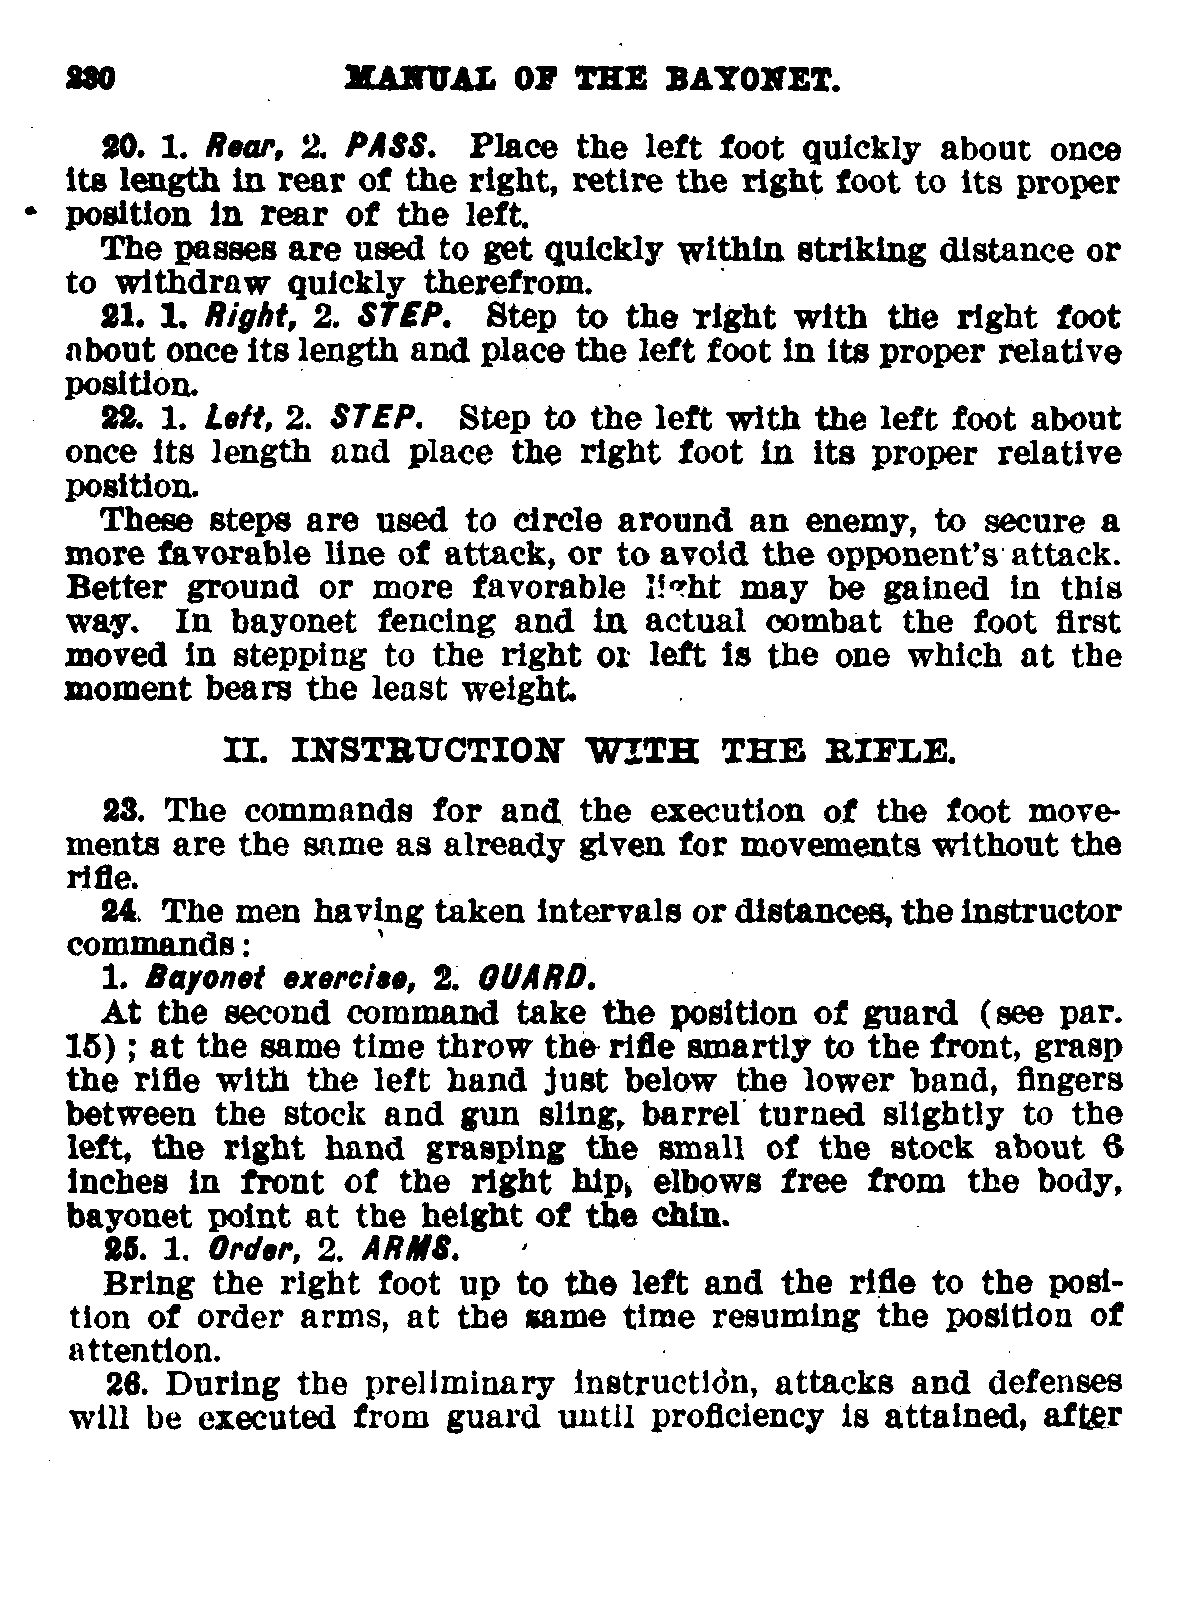 230 MANUAL OF THE BAYONET.
20. 1. Rear, 2. PASS. Place the left foot quickly about once
its length in rear of the right, retire the right foot to its proper
position in rear of the left.
The passes are used to get quickly within striking distance or
to withdraw quickly therefrom.
21. 1. Right, 2. STEP. Step to the right with the right foot
about once its length and place the left foot in its proper relative
position.
22. 1. Left, 2. STEP. Step to the left with the left foot about
once its length and place the right foot in its proper relative
position.
These steps are used to circle around an enemy, to secure a
more favorable line of attack, or to avoid the opponent's attack.
Better ground or more favorable light may be gained in this
way. In bayonet fencing and in actual combat the foot first
moved in stepping to the right or left is the one which at the
moment bears the least weight.
II. INSTRUCTION WITH THE RIFLE.
23. The commands for and the execution of the foot move-
ments are the same as already given for movements without the
rifle.
24. The men having taken intervals or distances, the instructor
commands:
1. Bayonet exercise, 2. GUARD.
At the second command take the position of guard (see par.
15); at the same time throw the rifle smartly to the front, grasp
the rifle with the left hand just below the lower band, fingers
between the stock and gun sling, barrel turned slightly to the
left, the right hand grasping the small of the stock about 6
inches in front of the right hip, elbows free from the body,
bayonet point at the height of the chin.
25. 1. Order, 2. ARMS.
Bring the right foot up to the left and the rifle to the posi-
tion of order arms, at the same time resuming the position of
attention.
26. During the preliminary instruction, attacks and defenses
will be executed from guard until proficiency is attained, after